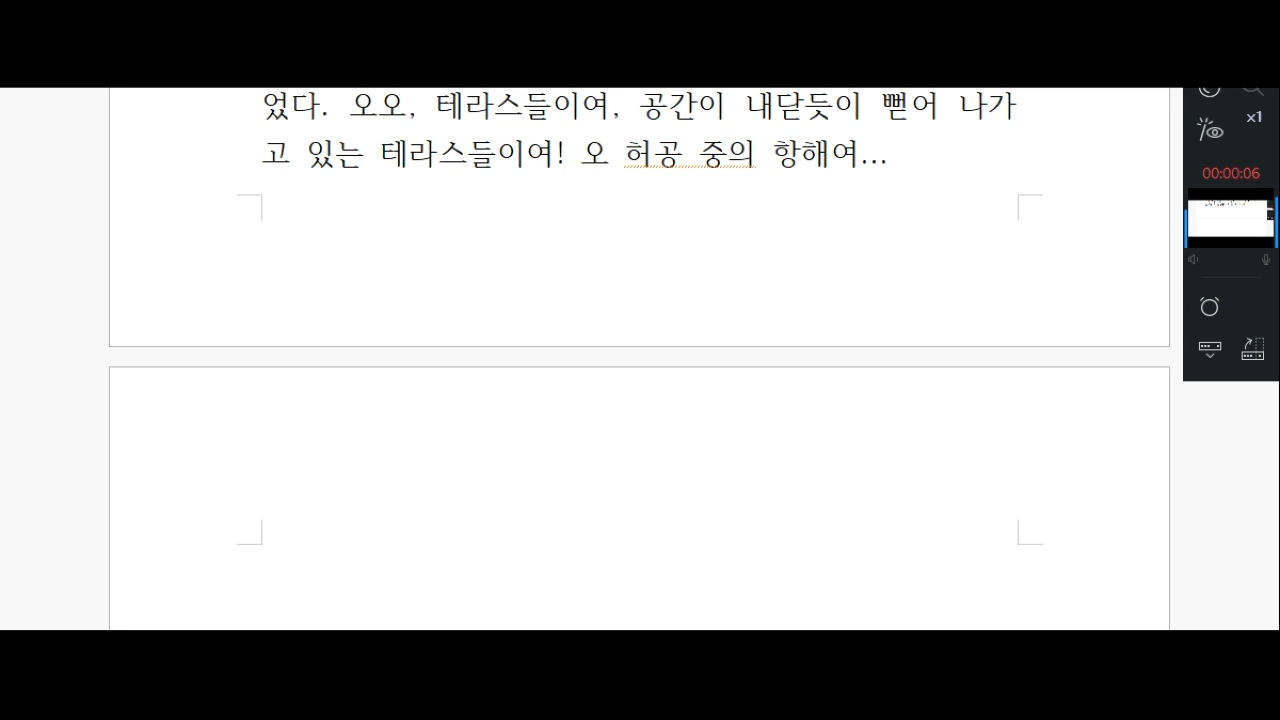 었다. 오오, 테라스들이여, 공간이 내닫듯이 뻗어 나가
고 있는 테라스들이여! 오 허공 중의 항해여...
x1
00:00:06